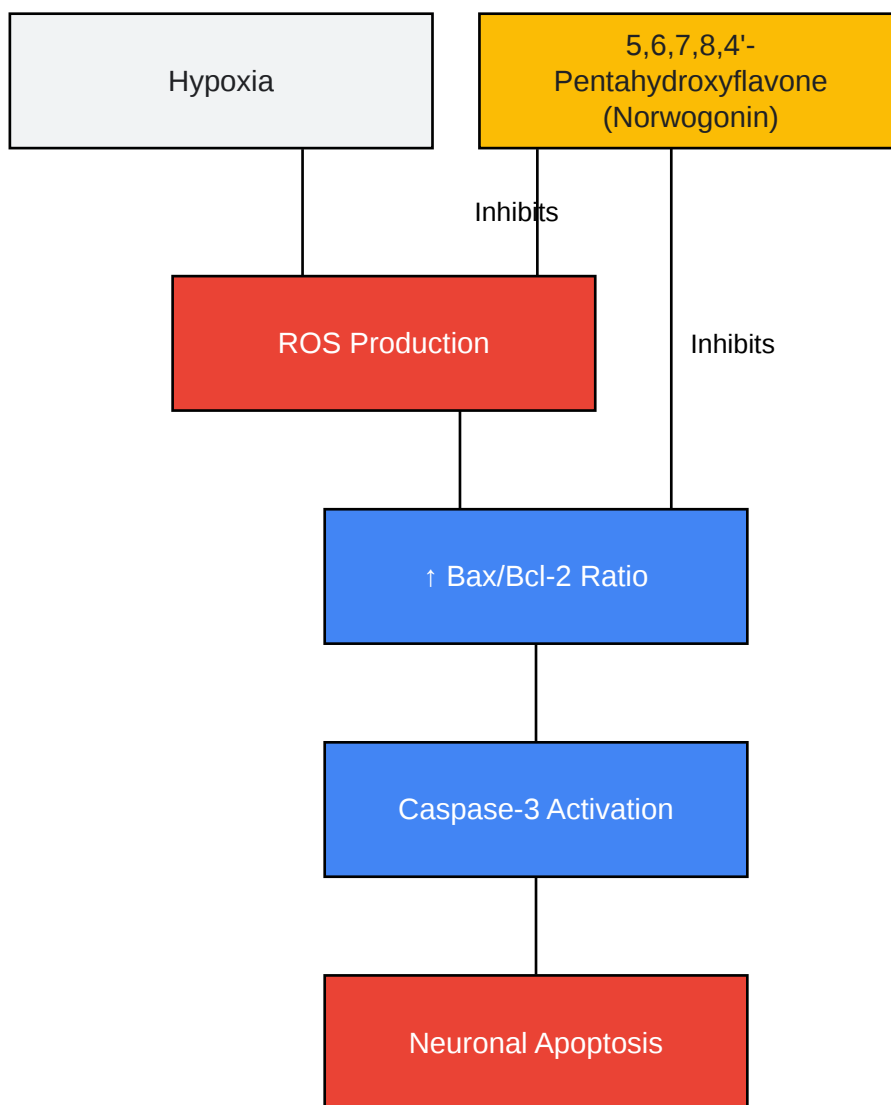 Hypoxia
5,6,7,8,4'-
Pentahydroxyflavone
(Norwogonin)
Inhibits
ROS Production
Inhibits
↑ Bax/Bcl-2 Ratio
Caspase-3 Activation
Neuronal Apoptosis